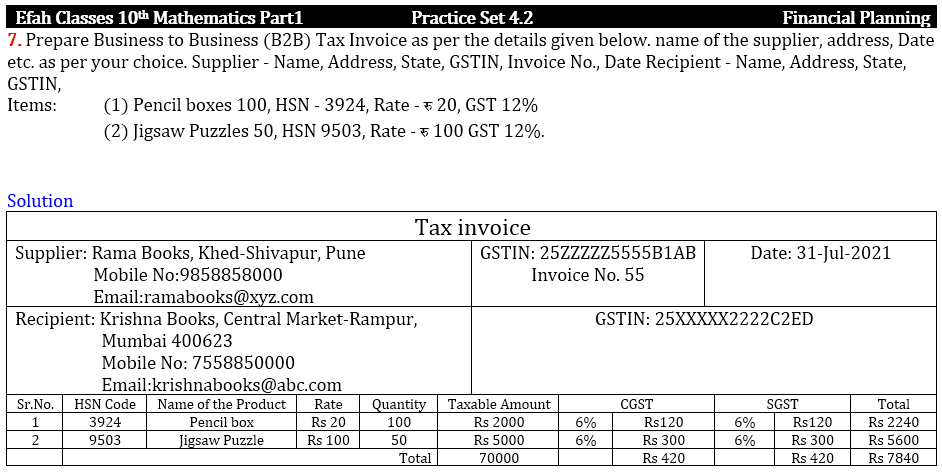 Efah Classes 10th Mathematics Part1 Practice Set 4.2 Financial Planning
7. Prepare Business to Business (B2B) Tax Invoice as per the details given below. name of the supplier, address, Date
etc. as per your choice. Supplier - Name, Address, State, GSTIN, Invoice No., Date Recipient - Name, Address, State,
GSTIN,
Items: (1) Pencil boxes 100, HSN - 3924, Rate - रु 20, GST 12%
(2) Jigsaw Puzzles 50, HSN 9503, Rate - रु 100 GST 12%.
Solution
Tax invoice
Supplier: Rama Books, Khed-Shivapur, Pune GSTIN: 25ZZZZZ5555B1AB Date: 31-Jul-2021
Mobile No:9858858000 Invoice No. 55
Email:ramabooks@xyz.com
Recipient: Krishna Books, Central Market-Rampur, GSTIN: 25XXXXX2222C2ED
Mumbai 400623
Mobile No: 7558850000
Email:krishnabooks@abc.com
Sr.No. HSN Code Name of the Product Rate Quantity Taxable Amount CGST SGST Total
1 3924 Pencil box Rs 20 100 Rs 2000 6% Rs120 6% Rs120 Rs 2240
2 9503 Jigsaw Puzzle Rs 100 50 Rs 5000 6% Rs 300 6% Rs 300 Rs 5600
Total 70000 Rs 420 Rs 420 Rs 7840